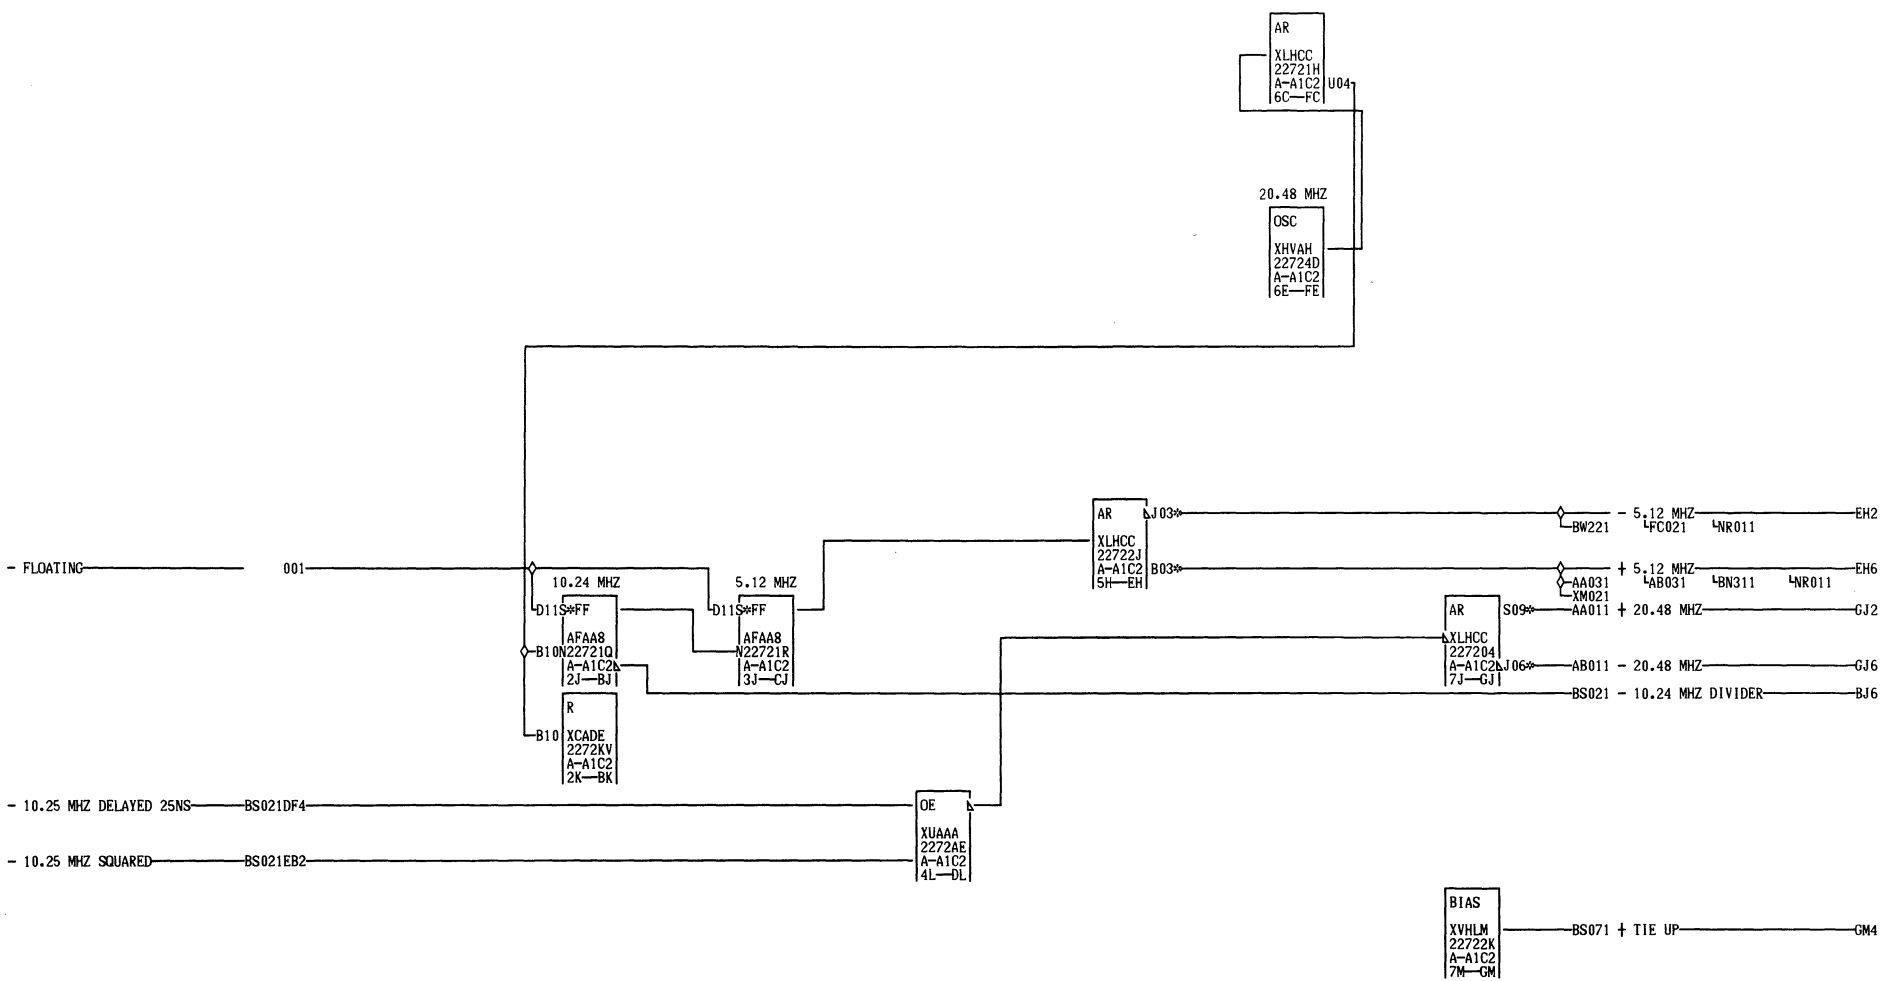 AR
XLHCC
22721H
A-A1C2 U04
6C—FC
20.48 MHZ
OSC
XHVAH
22724D
A-A1C2
6E—FE
AR J03* - 5.12 MHZ EH2
BW221 FC021 NR011
XLHCC
22722J
A-A1C2 B03* + 5.12 MHZ EH6
5H—EH AA031 AB031 BN311 NR011
XM021
- FLOATING 001
10.24 MHZ 5.12 MHZ
D11S*FF D11S*FF
AFAA8 AFAA8
B10N22721Q N22721R
A-A1C2 A-A1C2
2J—BJ 3J—CJ
AR S09* AA011 + 20.48 MHZ GJ2
XLHCC
227204
A-A1C2 J06* AB011 - 20.48 MHZ GJ6
7J—GJ
BS021 - 10.24 MHZ DIVIDER BJ6
R
B10 XCADE
2272KV
A-A1C2
2K—BK
- 10.25 MHZ DELAYED 25NS BS021DF4
OE
XUAAA
2272AE
- 10.25 MHZ SQUARED BS021EB2
A-A1C2
4L—DL
BIAS
XVHLM BS071 + TIE UP GM4
22722K
A-A1C2
7M—GM